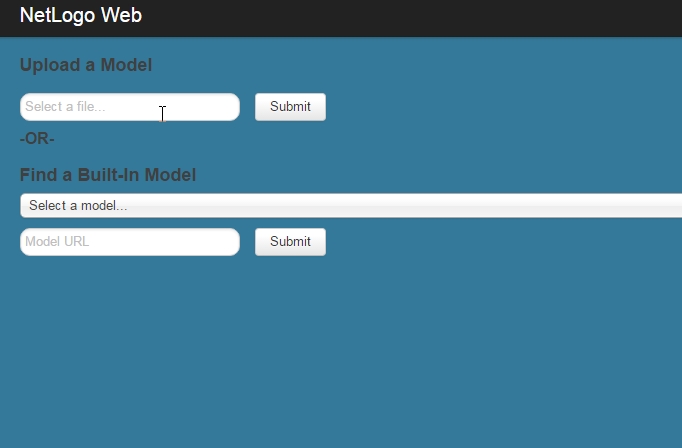 NetLogo Web
Upload a Model
Select a file... Submit
-OR-
Find a Built-In Model
Select a model...
Model URL Submit